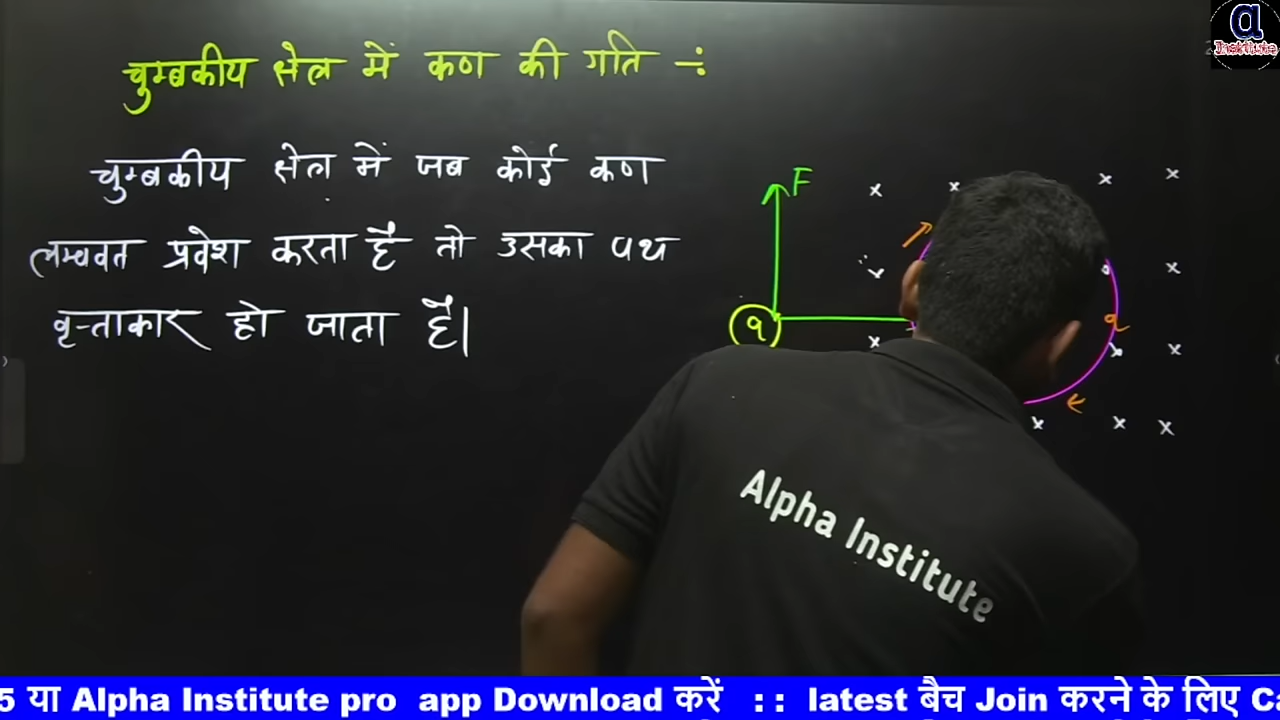 चुम्बकीय क्षेत्र में कण की गति -:
चुम्बकीय क्षेत्र में जब कोई कण
लम्बवत प्रवेश करता है तो उसका पथ
वृत्ताकार हो जाता है।
F
q
x x x x
x x
x x
x x x
Alpha Institute
α Institute
5 या Alpha Institute pro app Download करें :: latest बैच Join करने के लिए